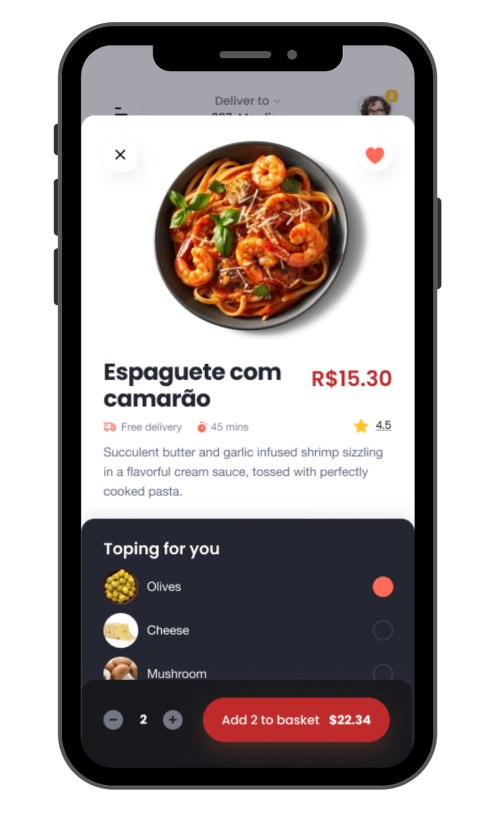 Deliver to
2
Espaguete com
camarão
R$15.30
Free delivery
45 mins
4.5
Succulent butter and garlic infused shrimp sizzling
in a flavorful cream sauce, tossed with perfectly
cooked pasta.
Toping for you
Olives
Cheese
Mushroom
2
Add 2 to basket $22.34